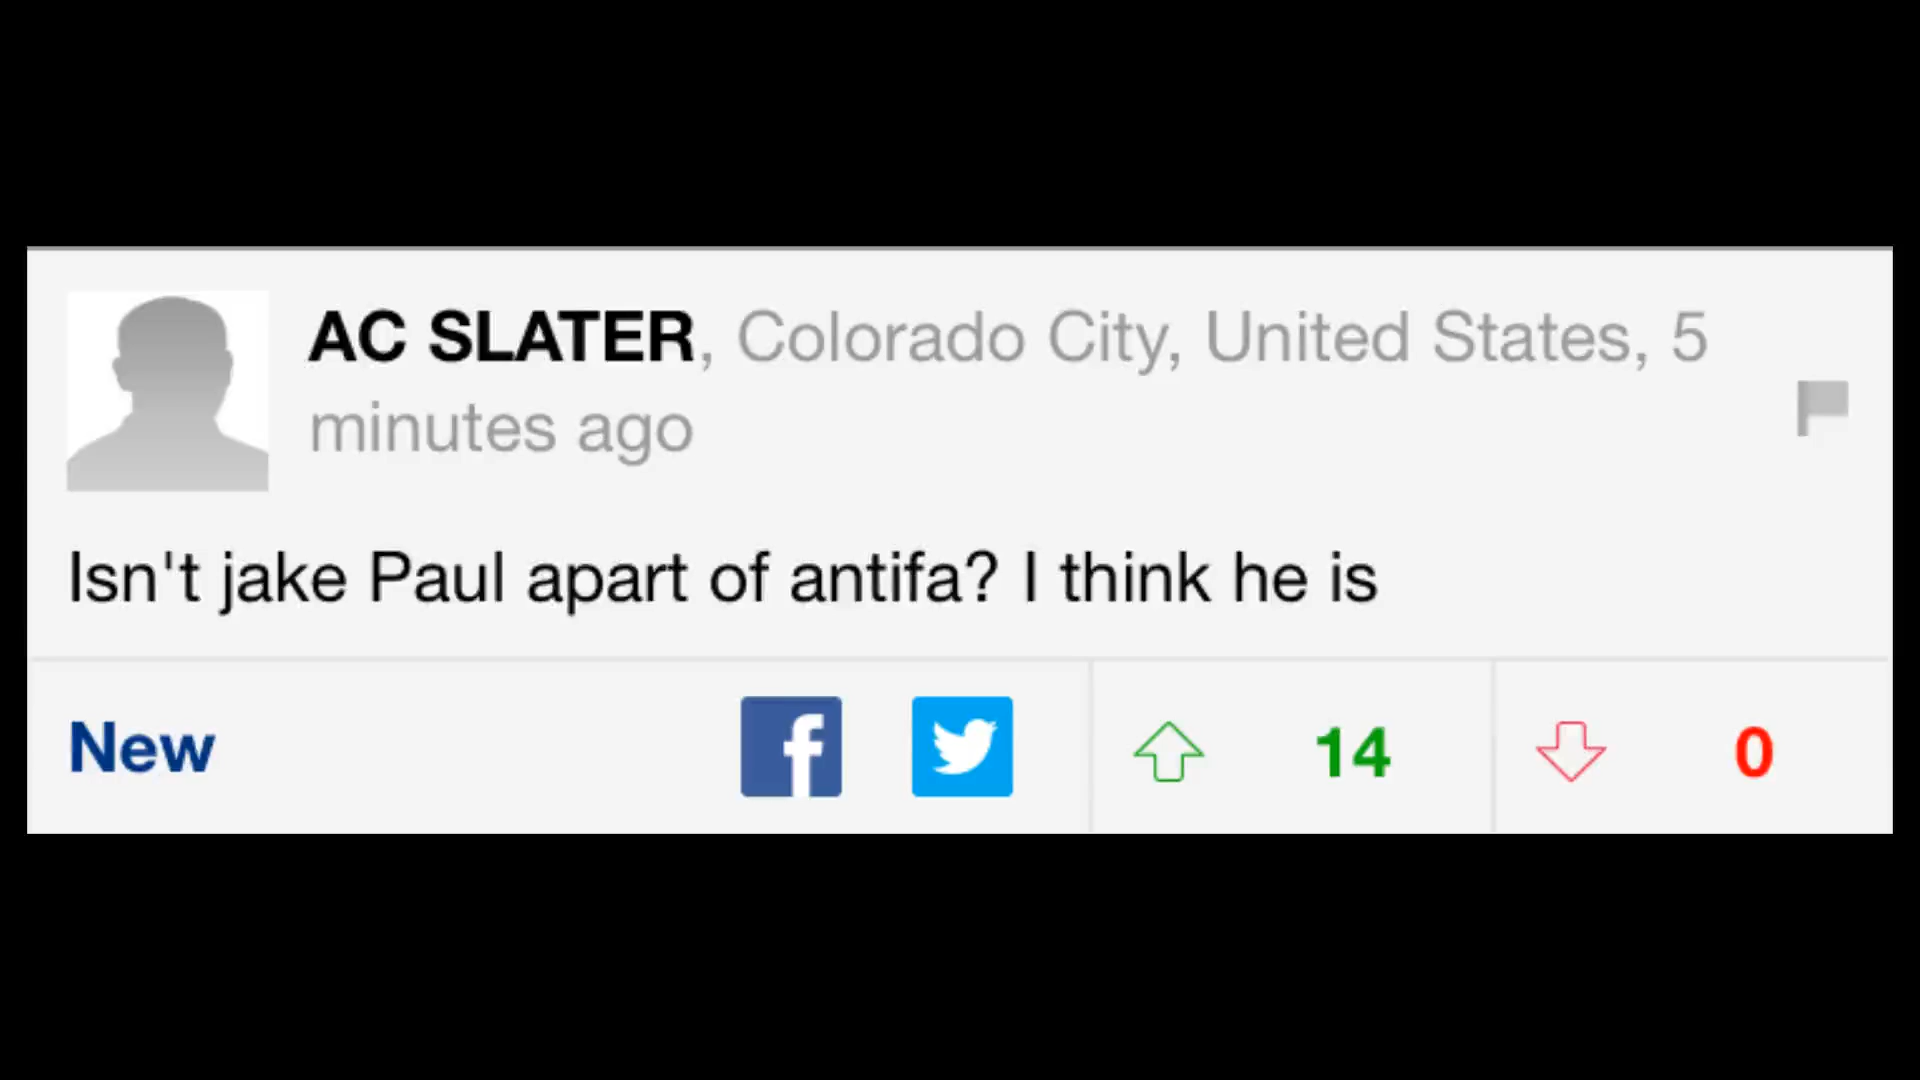 AC SLATER, Colorado City, United States, 5
minutes ago
Isn't jake Paul apart of antifa? I think he is
New
14
0